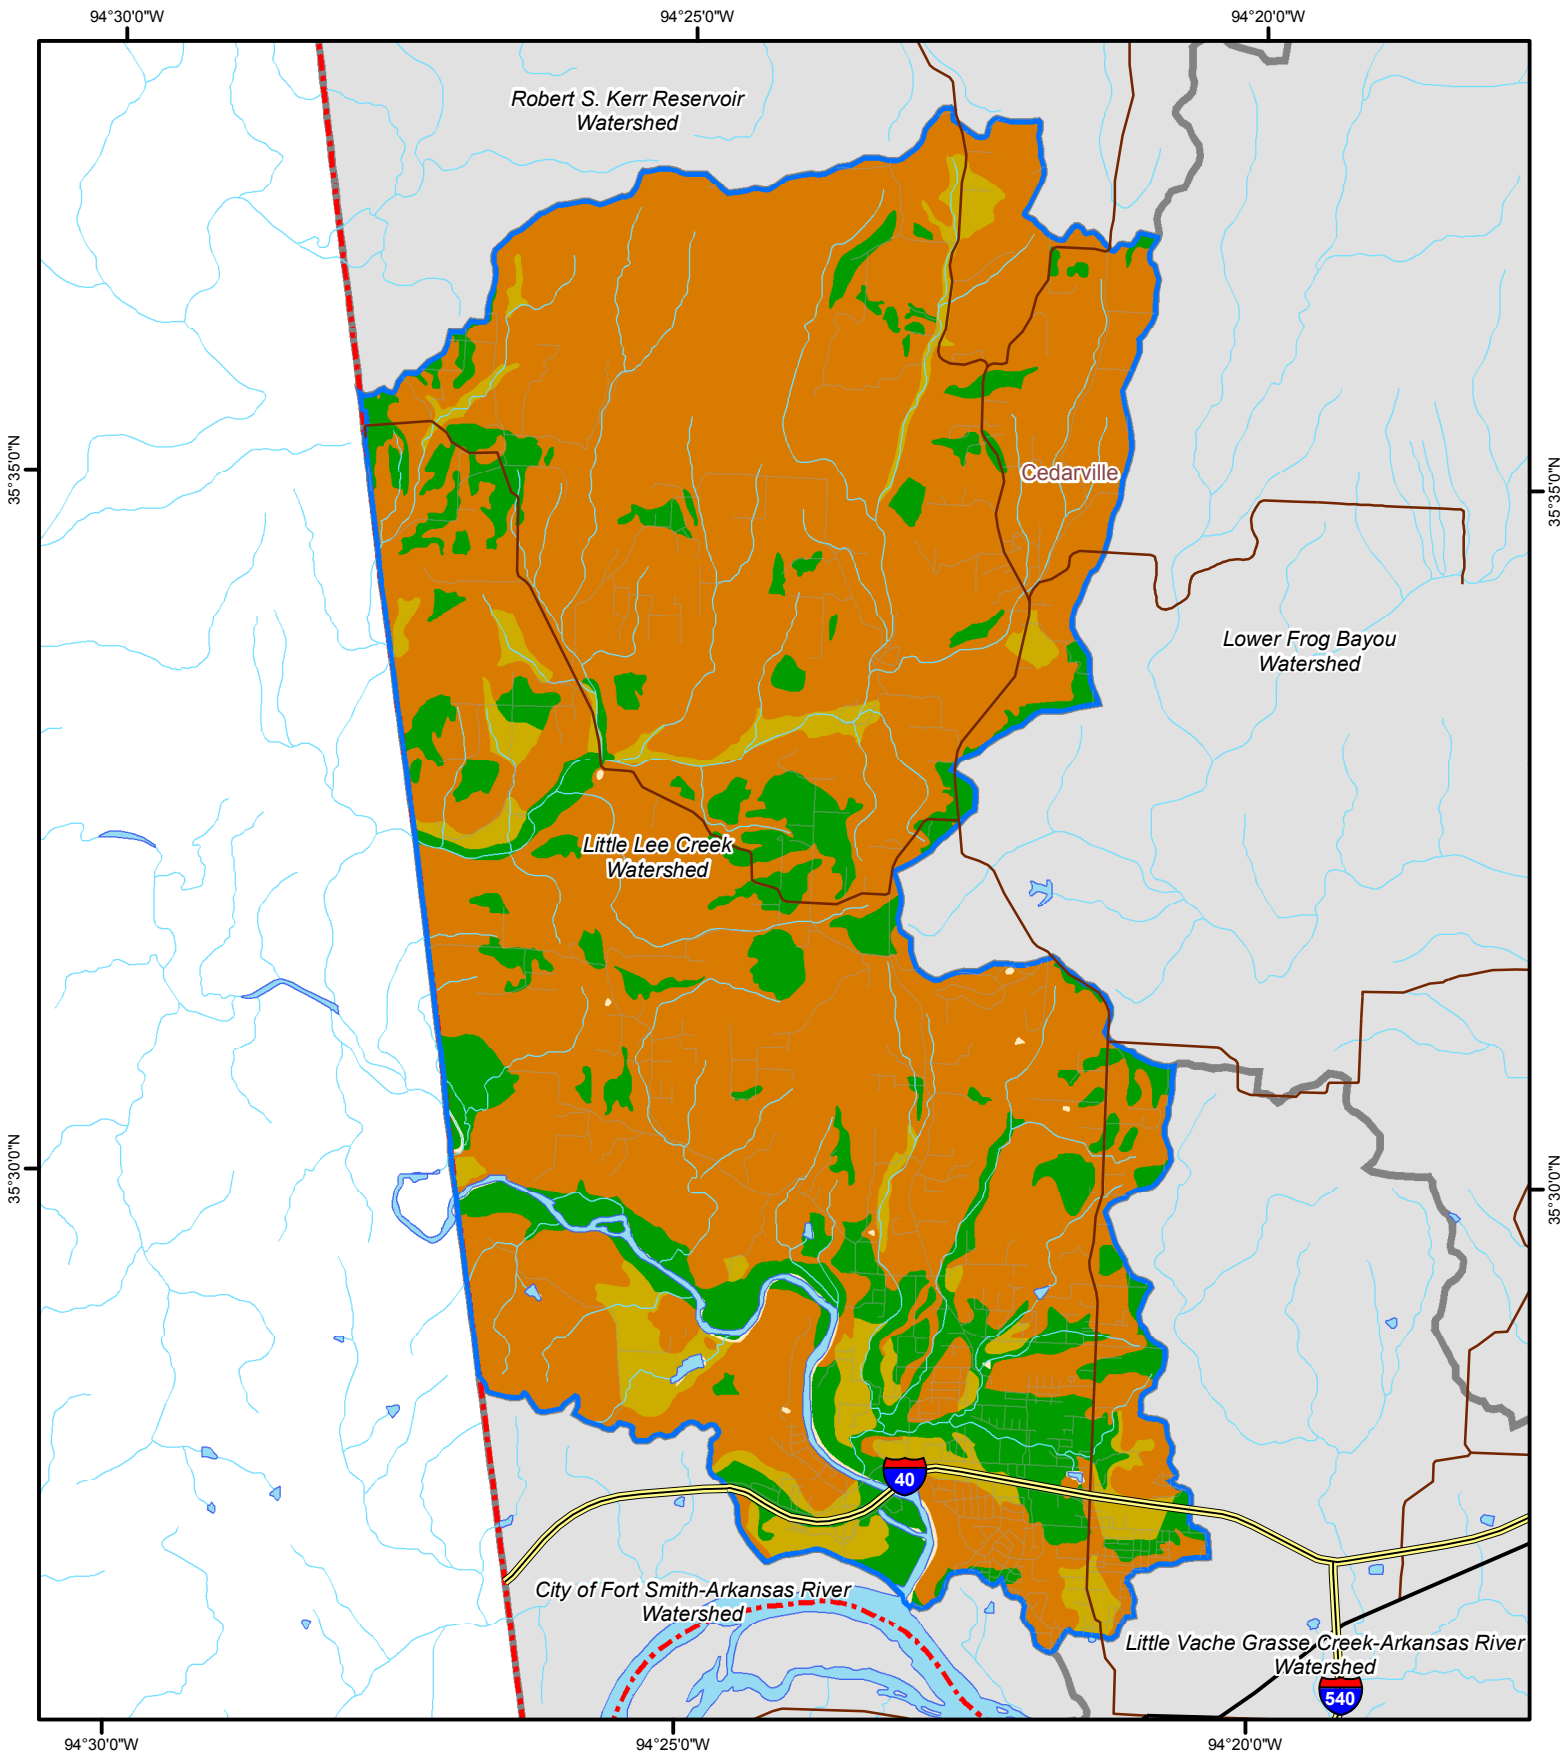 94°30'0"W
94°25'0"W
94°20'0"W
Robert S. Kerr Reservoir
Watershed
35°35'0"N
Cedarville
35°35'0"N
Lower Frog Bayou
Watershed
Little Lee Creek
Watershed
35°30'0"N
35°30'0"N
40
City of Fort Smith-Arkansas River
Watershed
Little Vache Grasse Creek-Arkansas River
Watershed
540
94°30'0"W
94°25'0"W
94°20'0"W